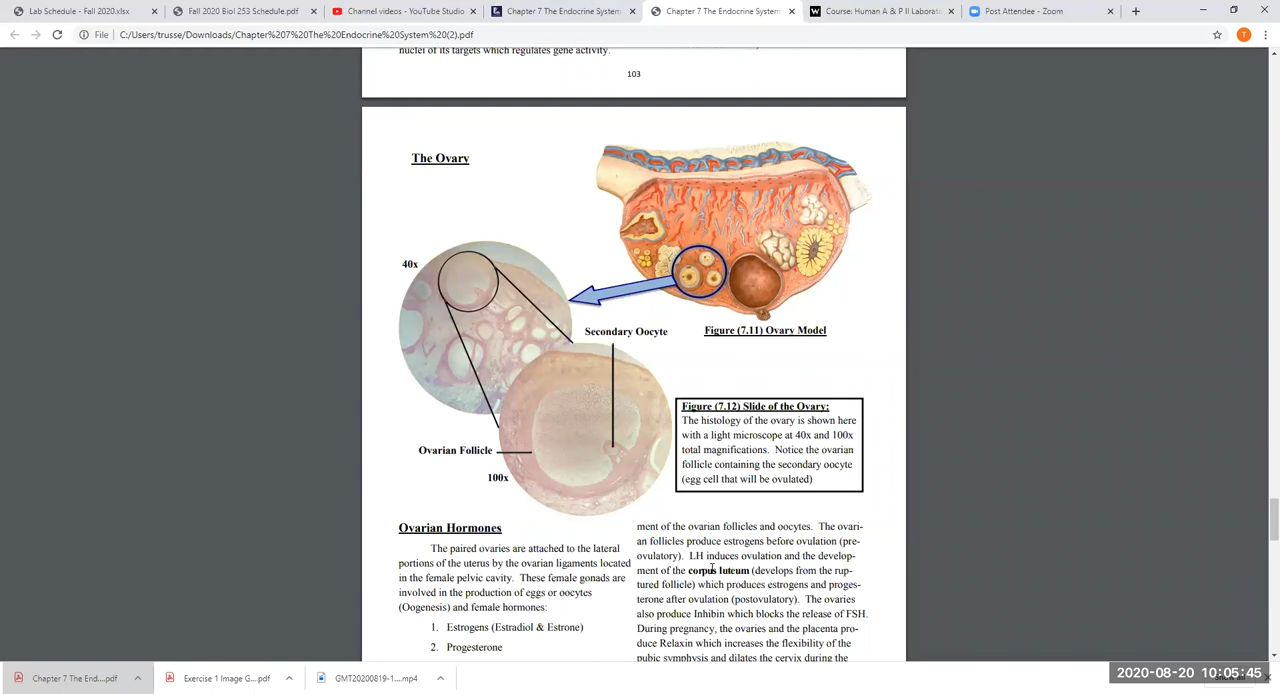 Lab Schedule - Fall 2020.xlsx
Fall 2020 Biol 253 Schedule.pdf
Channel videos - YouTube Studio
Chapter 7 The Endocrine System
Chapter 7 The Endocrine System
Course: Human A & P II Laborat
Post Attendee - Zoom
File
C:/Users/trusse/Downloads/Chapter%207%20The%20Endocrine%20System%20(2).pdf
T
nuclei of its targets which regulates gene activity.
103
The Ovary
40x
Secondary Oocyte
Figure (7.11) Ovary Model
Ovarian Follicle
100x
Figure (7.12) Slide of the Ovary:
The histology of the ovary is shown here
with a light microscope at 40x and 100x
total magnifications. Notice the ovarian
follicle containing the secondary oocyte
(egg cell that will be ovulated)
Ovarian Hormones
The paired ovaries are attached to the lateral
portions of the uterus by the ovarian ligaments located
in the female pelvic cavity. These female gonads are
involved in the production of eggs or oocytes
(Oogenesis) and female hormones:
1. Estrogens (Estradiol & Estrone)
2. Progesterone
ment of the ovarian follicles and oocytes. The ovari-
an follicles produce estrogens before ovulation (pre-
ovulatory). LH induces ovulation and the develop-
ment of the corpus luteum (develops from the rup-
tured follicle) which produces estrogens and proges-
terone after ovulation (postovulatory). The ovaries
also produce Inhibin which blocks the release of FSH.
During pregnancy, the ovaries and the placenta pro-
duce Relaxin which increases the flexibility of the
pubic symphysis and dilates the cervix during the
Chapter 7 The End....pdf
Exercise 1 Image G....pdf
GMT20200819-1....mp4
2020-08-20 10:05:45